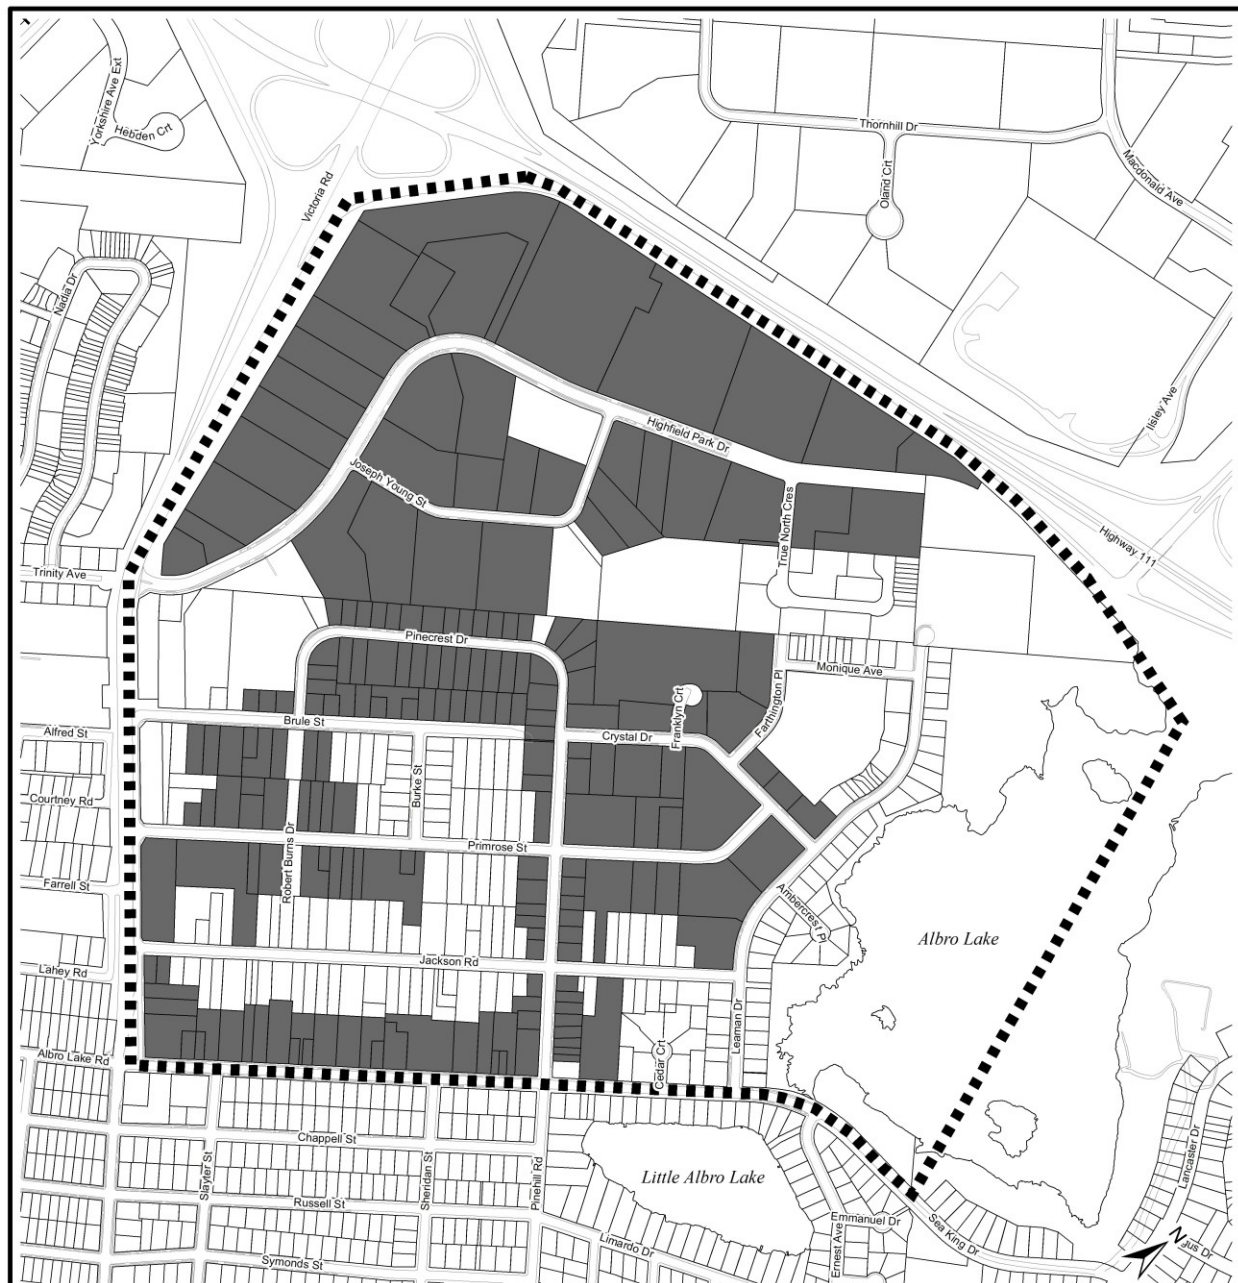 Yorkshire Ave Ext
Hebden Crt
Victoria Rd
Thornhill Dr
Oland Crt
Macdonald Ave
Nadia Dr
Ilsley Ave
Highfield Park Dr
Joseph Young St
True North Cres
Highway 111
Trinity Ave
Pinecrest Dr
Monique Ave
Farthington Pl
Franklyn Crt
Brule St
Crystal Dr
Alfred St
Burke St
Courtney Rd
Robert Burns Dr
Primrose St
Farrell St
Ambercrest Pl
Albro Lake
Jackson Rd
Lahey Rd
Leaman Dr
Cedar Crt
Albro Lake Rd
Chappell St
Slayter St
Sheridan St
Pinehill Rd
Little Albro Lake
Lancaster Dr
Russell St
Emmanuel Dr
Sea King Dr
Ernest Ave
Limardo Dr
Symonds St
N
jus Dr